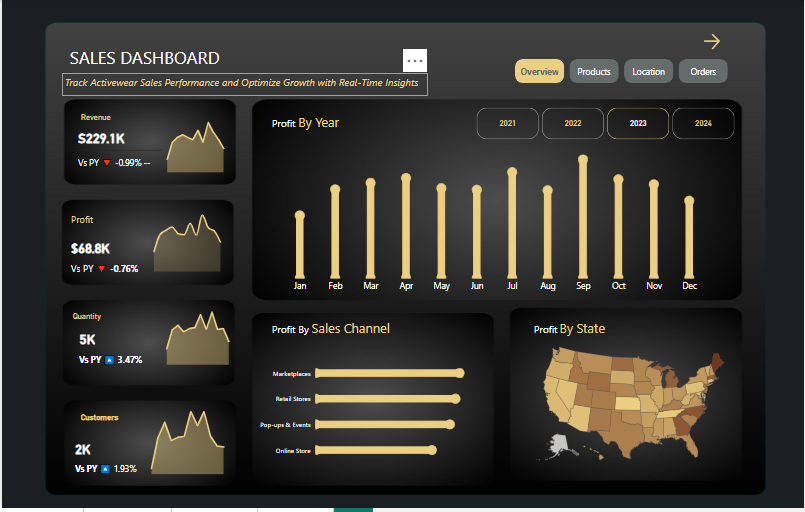 SALES DASHBOARD
Track Activewear Sales Performance and Optimize Growth with Real-Time Insights
Overview Products Location Orders
Revenue
$229.1K
Vs PY -0.99% --
Profit
$68.8K
Vs PY -0.76%
Quantity
5K
Vs PY 3.47%
Customers
2K
Vs PY 1.93%
Profit By Year
2021 2022 2023 2024
Jan Feb Mar Apr May Jun Jul Aug Sep Oct Nov Dec
Profit By Sales Channel
Marketplaces
Retail Stores
Pop-ups & Events
Online Store
Profit By State